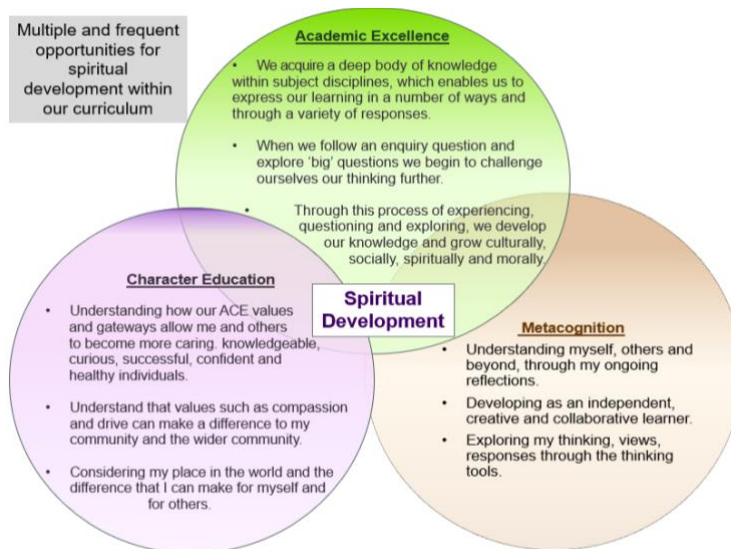 Multiple and frequent
opportunities for
spiritual
development within
our curriculum
Academic Excellence
• We acquire a deep body of knowledge
within subject disciplines, which enables us to
express our learning in a number of ways and
through a variety of responses.
• When we follow an enquiry question and
explore 'big' questions we begin to challenge
ourselves our thinking further.
• Through this process of experiencing,
questioning and exploring, we develop
our knowledge and grow culturally,
socially, spiritually and morally.
Character Education
• Understanding how our ACE values
and gateways allow me and others
to become more caring. knowledgeable,
curious, successful, confident and
healthy individuals.
• Understand that values such as compassion
and drive can make a difference to my
community and the wider community.
• Considering my place in the world and the
difference that I can make for myself and
for others.
Spiritual
Development
Metacognition
• Understanding myself, others and
beyond, through my ongoing
reflections.
• Developing as an independent,
creative and collaborative learner.
• Exploring my thinking, views,
responses through the thinking
tools.